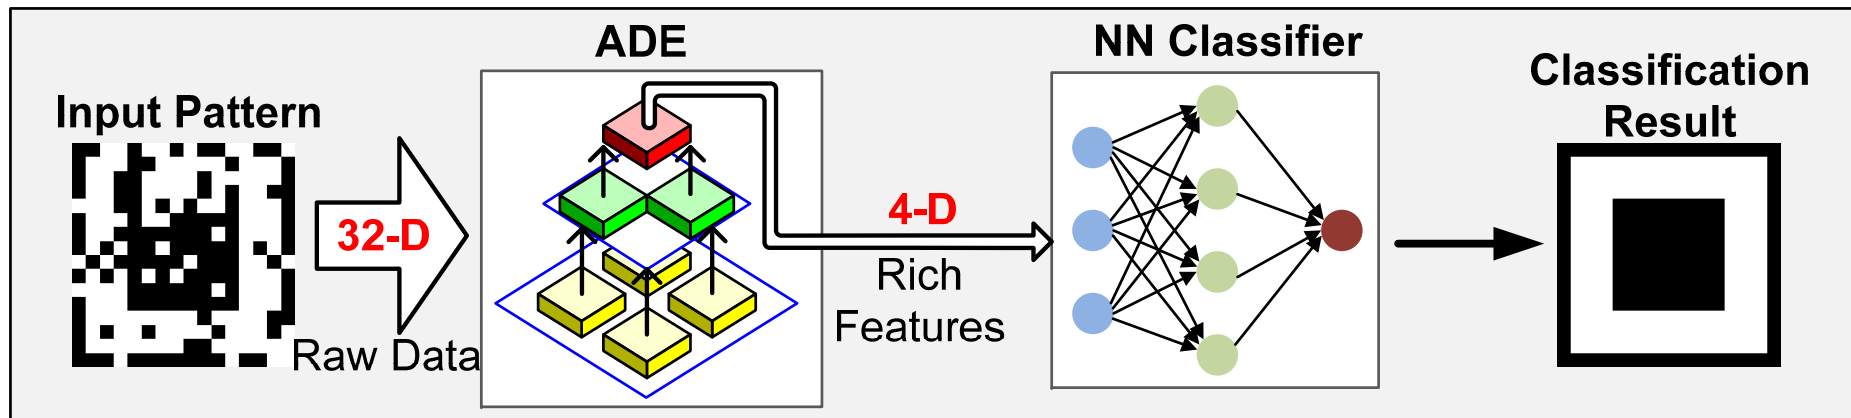 Input Pattern
32-D
Raw Data
ADE
4-D
Rich
Features
NN Classifier
Classification
Result